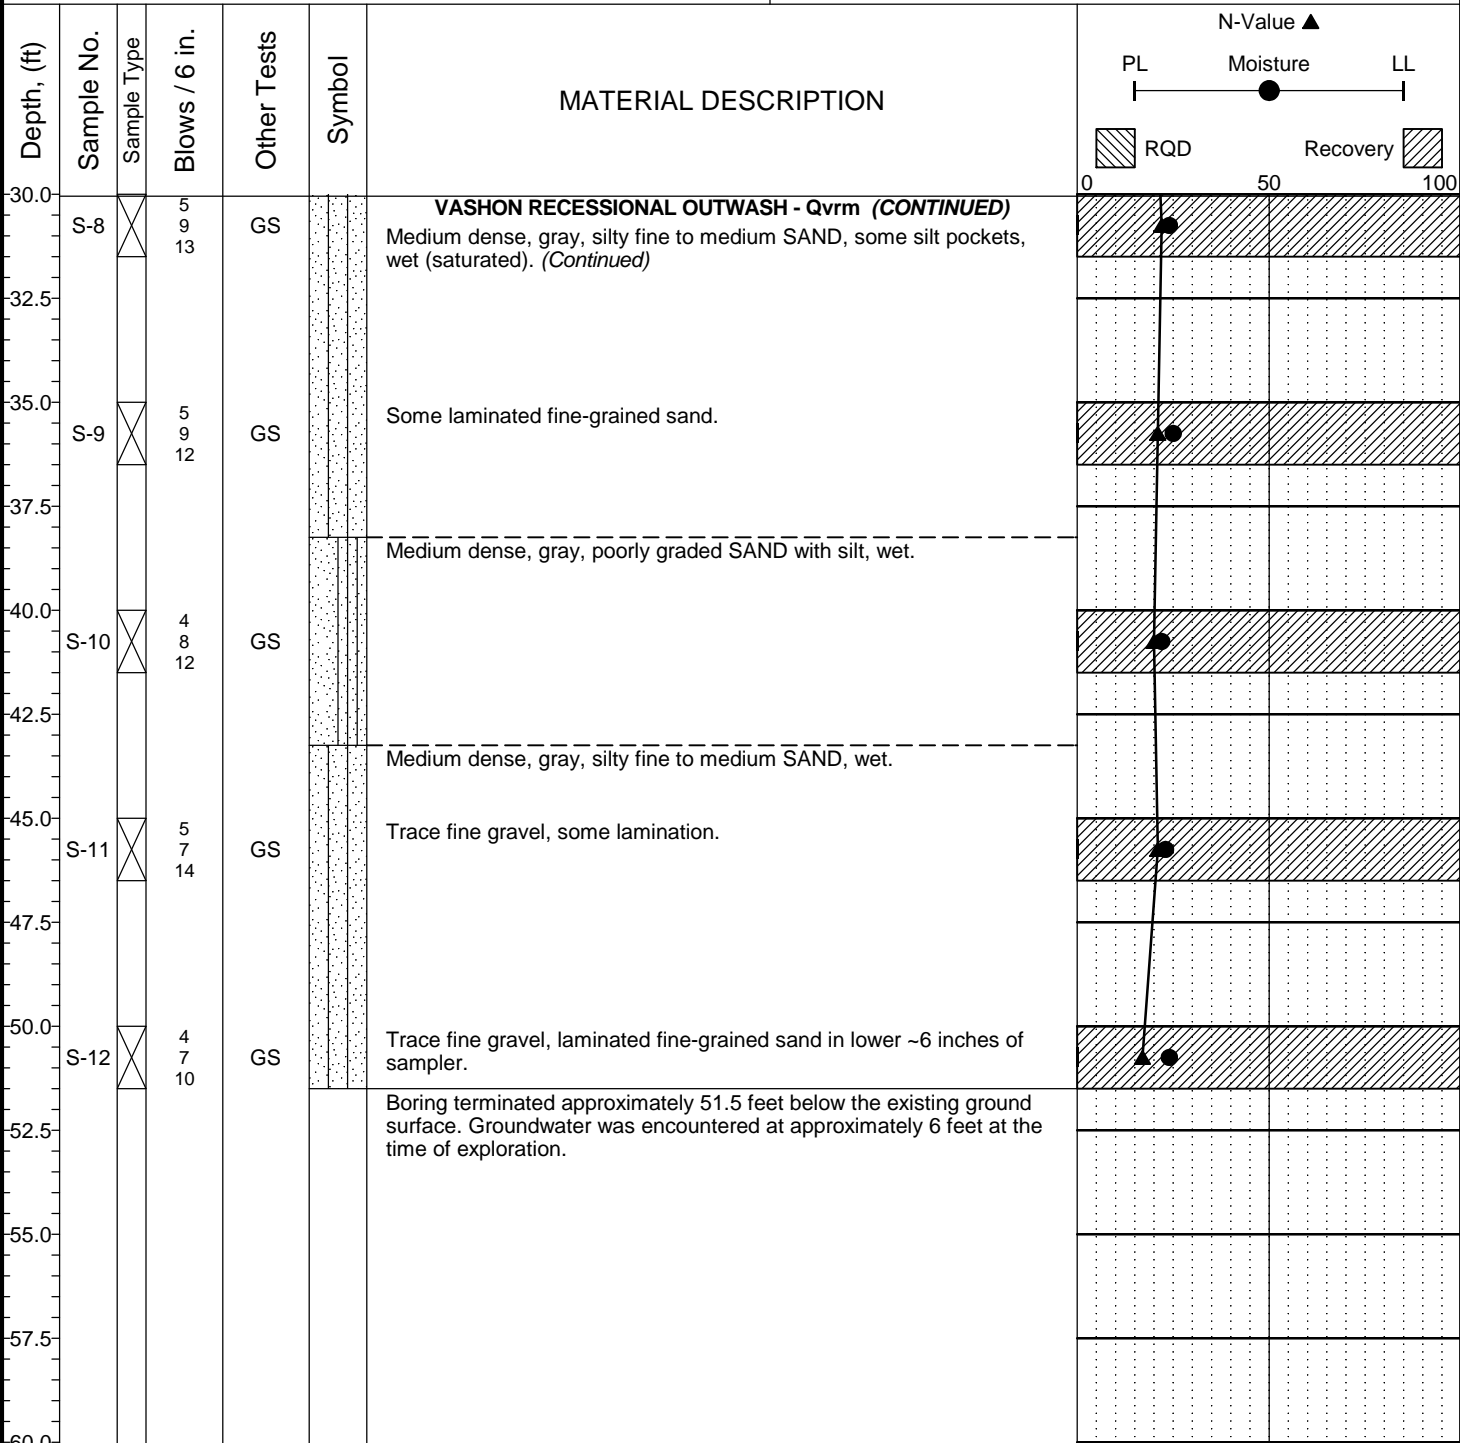 Depth, (ft)
Sample No.
Sample Type
Blows / 6 in.
Other Tests
Symbol
MATERIAL DESCRIPTION
N-Value
PL Moisture LL
RQD Recovery
0 50 100
30.0
S-8
5
9
13
GS
VASHON RECESSIONAL OUTWASH - Qvrm (CONTINUED)
Medium dense, gray, silty fine to medium SAND, some silt pockets,
wet (saturated). (Continued)
32.5
35.0
S-9
5
9
12
GS
Some laminated fine-grained sand.
37.5
Medium dense, gray, poorly graded SAND with silt, wet.
40.0
S-10
4
8
12
GS
42.5
Medium dense, gray, silty fine to medium SAND, wet.
45.0
S-11
5
7
14
GS
Trace fine gravel, some lamination.
47.5
50.0
S-12
4
7
10
GS
Trace fine gravel, laminated fine-grained sand in lower ~6 inches of
sampler.
Boring terminated approximately 51.5 feet below the existing ground
surface. Groundwater was encountered at approximately 6 feet at the
time of exploration.
52.5
55.0
57.5
60.0